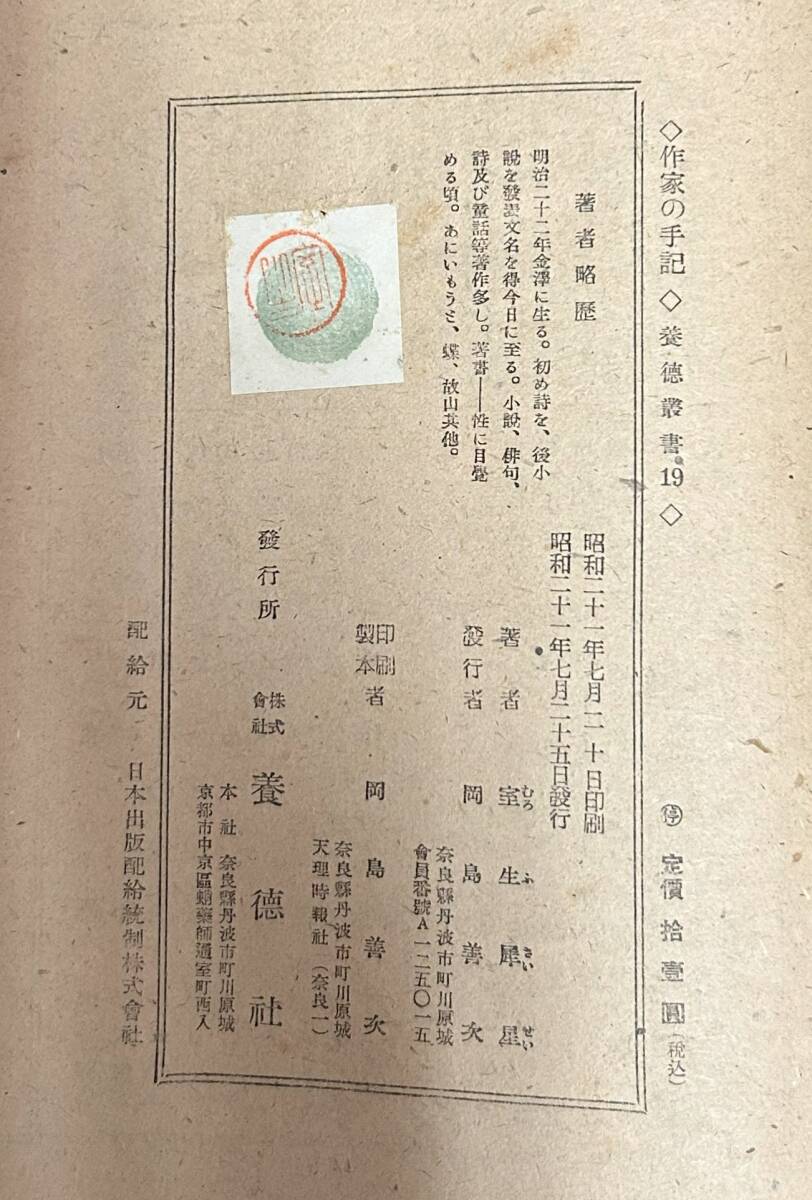 ◇作家の手記◇養德叢書19◇
㊡ 定價拾壹圓(稅込)
昭和二十一年七月二十日印刷
昭和二十一年七月二十五日發行
著者略歷
明治二十二年金澤に生る。初め詩を、後小
說を發表文名を得今日に至る。小說、俳句、
詩及び童話等著作多し。著書——性に目覺
める頃。あにいもうと、蝶、故山其他。
著者 室生犀星
むろ ふ さい せい
發行者 岡島善次
奈良縣丹波市町川原城
會員番號A一二五〇一五
印刷
製本者 岡島善次
奈良縣丹波市町川原城
天理時報社(奈良一)
發行所 株式會社 養德社
本社 奈良縣丹波市町川原城
京都市中京區蛸藥師通室町西入
配給元 日本出版配給統制株式會社